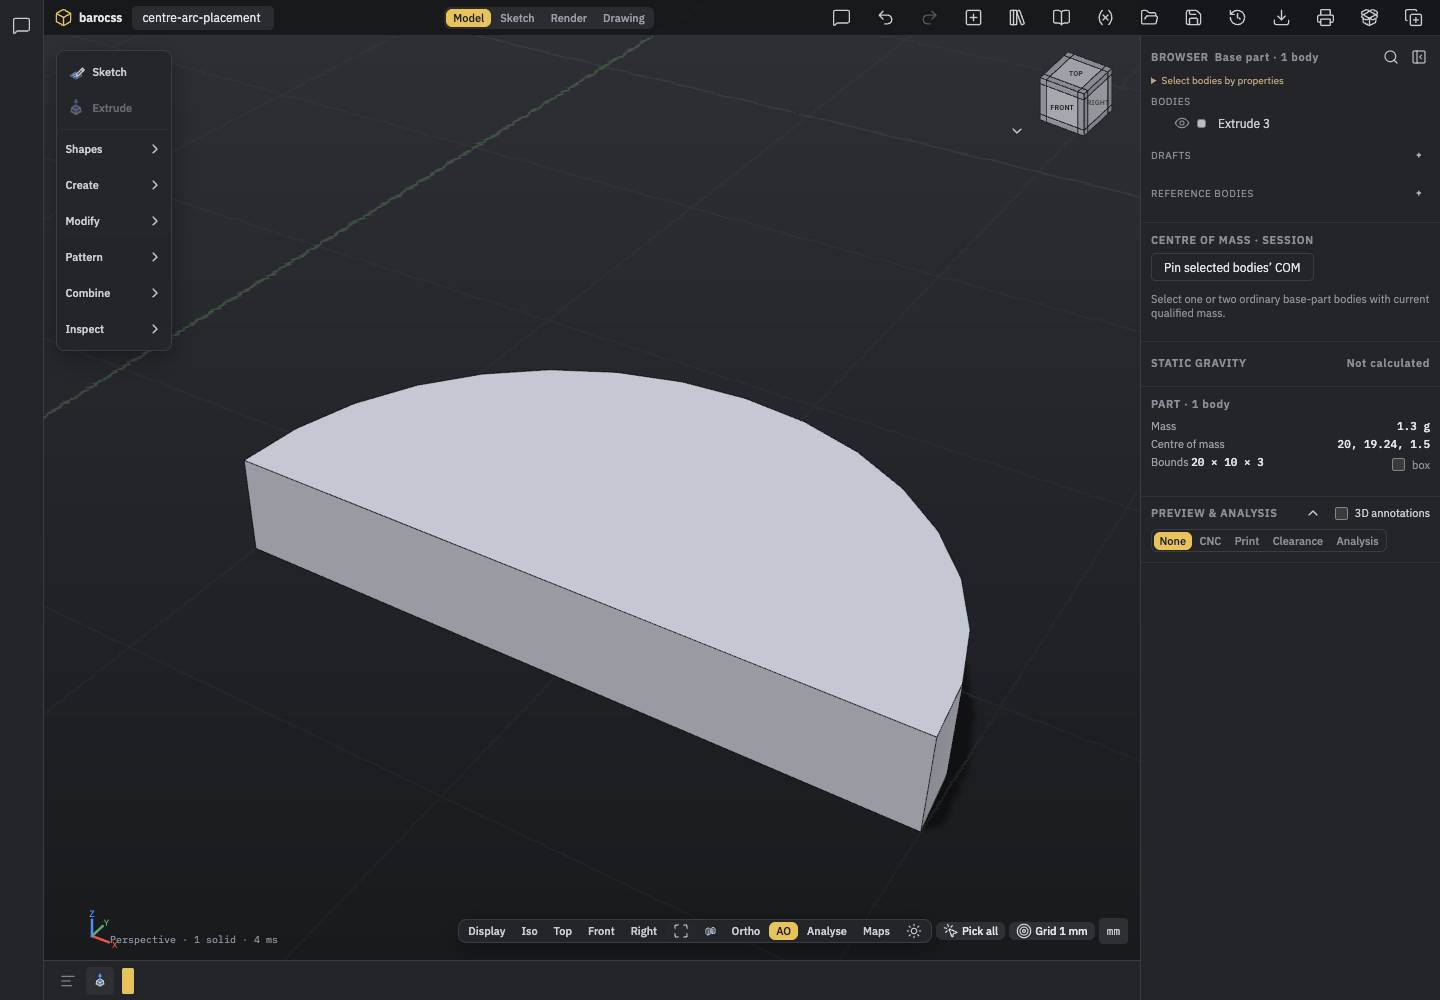 barocss
centre-arc-placement
Model Sketch Render Drawing
Sketch
Extrude
Shapes
Create
Modify
Pattern
Combine
Inspect
TOP
FRONT
RIGHT
BROWSER Base part · 1 body
Select bodies by properties
BODIES
Extrude 3
DRAFTS
REFERENCE BODIES
CENTRE OF MASS · SESSION
Pin selected bodies’ COM
Select one or two ordinary base-part bodies with current
qualified mass.
STATIC GRAVITY Not calculated
PART · 1 body
Mass 1.3 g
Centre of mass 20, 19.24, 1.5
Bounds 20 × 10 × 3 box
PREVIEW & ANALYSIS 3D annotations
None CNC Print Clearance Analysis
Z
Y
X
Perspective · 1 solid · 4 ms
Display Iso Top Front Right Ortho AO Analyse Maps Pick all Grid 1 mm mm